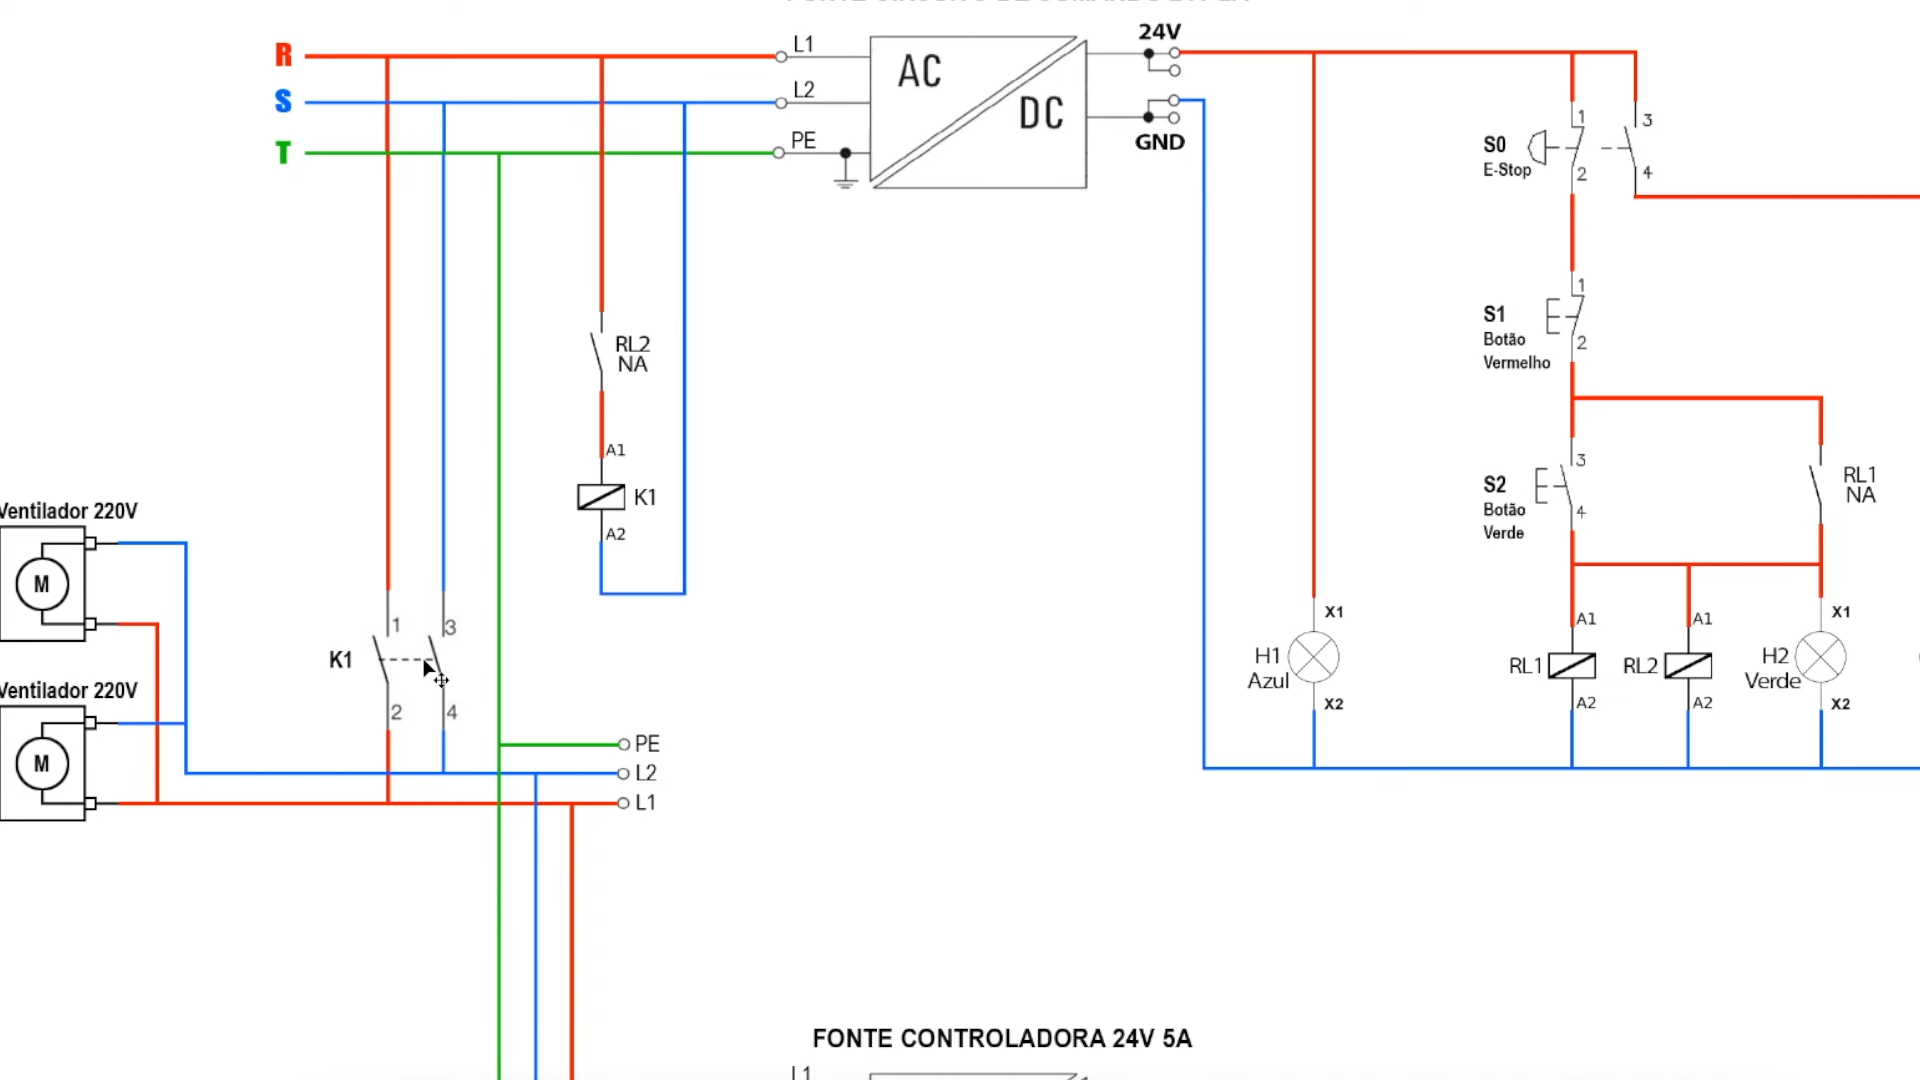 R
L1
AC
DC
24V
S
L2
T
PE
GND
S0
E-Stop
1
2
3
4
RL2
NA
S1
Botão
Vermelho
1
2
A1
K1
A2
S2
Botão
Verde
3
4
RL1
NA
Ventilador 220V
M
K1
1
3
2
4
X1
H1
Azul
X2
A1
RL1
A2
A1
RL2
A2
X1
H2
Verde
X2
Ventilador 220V
M
PE
L2
L1
FONTE CONTROLADORA 24V 5A
L1